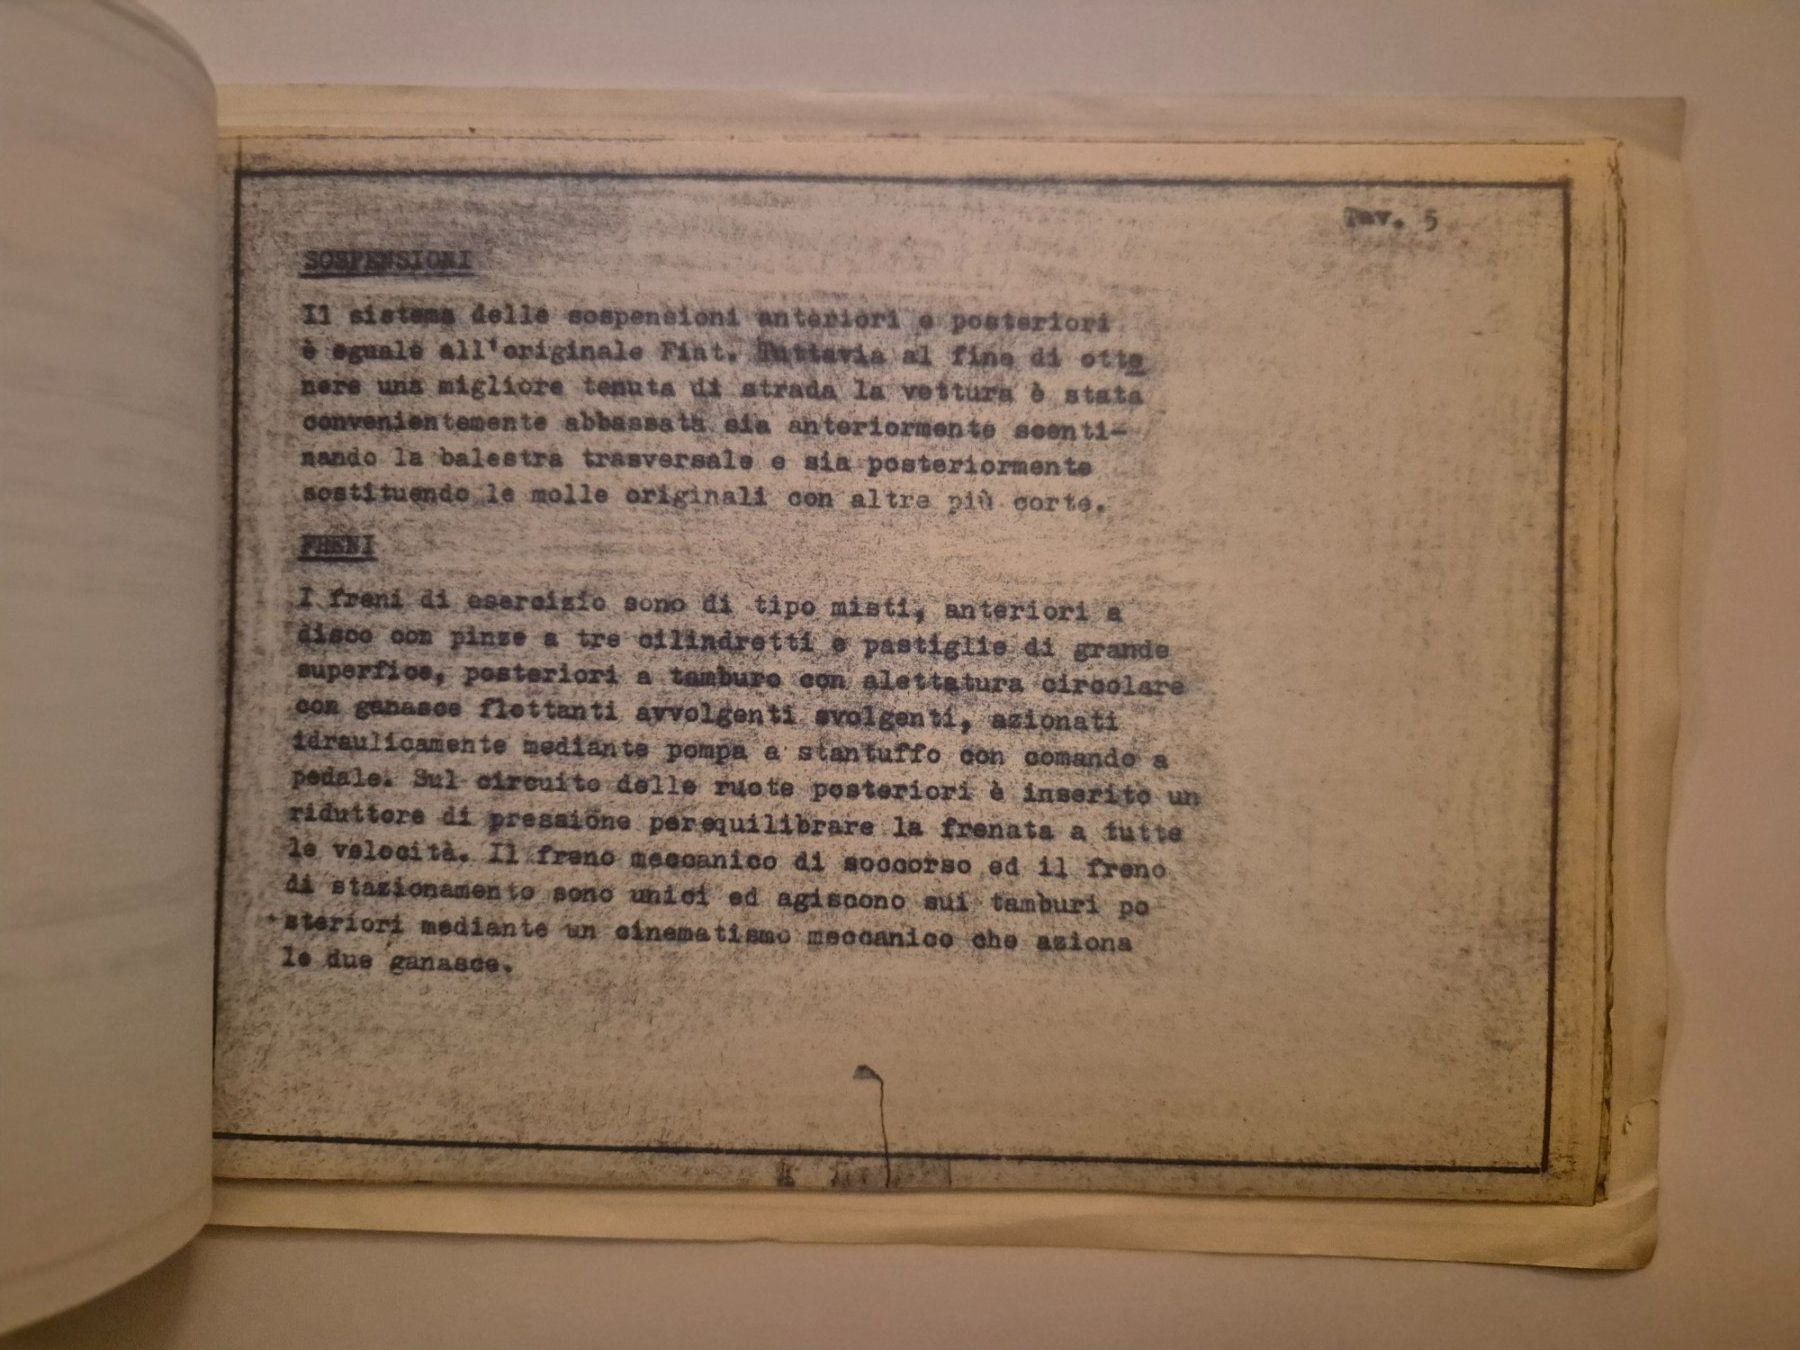 Tav. 5
SOSPENSIONI
Il sistema delle sospensioni anteriori e posteriori
è eguale all'originale Fiat. Tuttavia al fine di otte
nere una migliore tenuta di strada la vettura è stata
convenientemente abbassata sia anteriormente scenti-
nando la balestra trasversale e sia posteriormente
sostituendo le molle originali con altre più corte.
FRENI
I freni di esercizio sono di tipo misti, anteriori a
disco con pinze a tre cilindretti e pastiglie di grande
superfice, posteriori a tamburo con alettatura circolare
con ganasce flottanti avvolgenti svolgenti, azionati
idraulicamente mediante pompa a stantuffo con comando a
pedale. Sul circuito delle ruote posteriori è inserito un
riduttore di pressione perequilibrare la frenata a tutte
le velocità. Il freno meccanico di soccorso ed il freno
di stazionamento sono unici ed agiscono sui tamburi po
steriori mediante un cinematismo meccanico che aziona
le due ganasce.